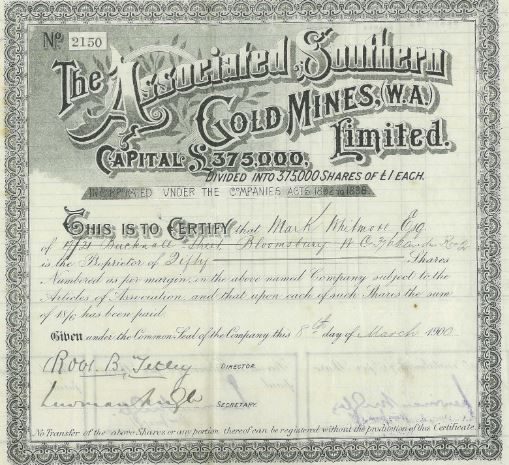 No. 2150
The Associated Southern
Gold Mines, (W.A.)
Limited.
Capital £375,000,
Divided into 375000 Shares of £1 each.
Incorporated under the Companies Acts 1862 to 1898.
This is to Certify that Mark Whitmore Esq
of Street Bloomsbury W.C.
is the Proprietor of Fifty Shares
Numbered as per margin, in the above named Company subject to the
Articles of Association, and that upon each of such Shares the sum
of has been paid.
Given under the Common Seal of the Company this 8th day of March 1900
Robt. B. Tetley DIRECTOR.
SECRETARY.
No Transfer of the above Shares or any portion thereof can be registered without the production of this Certificate.